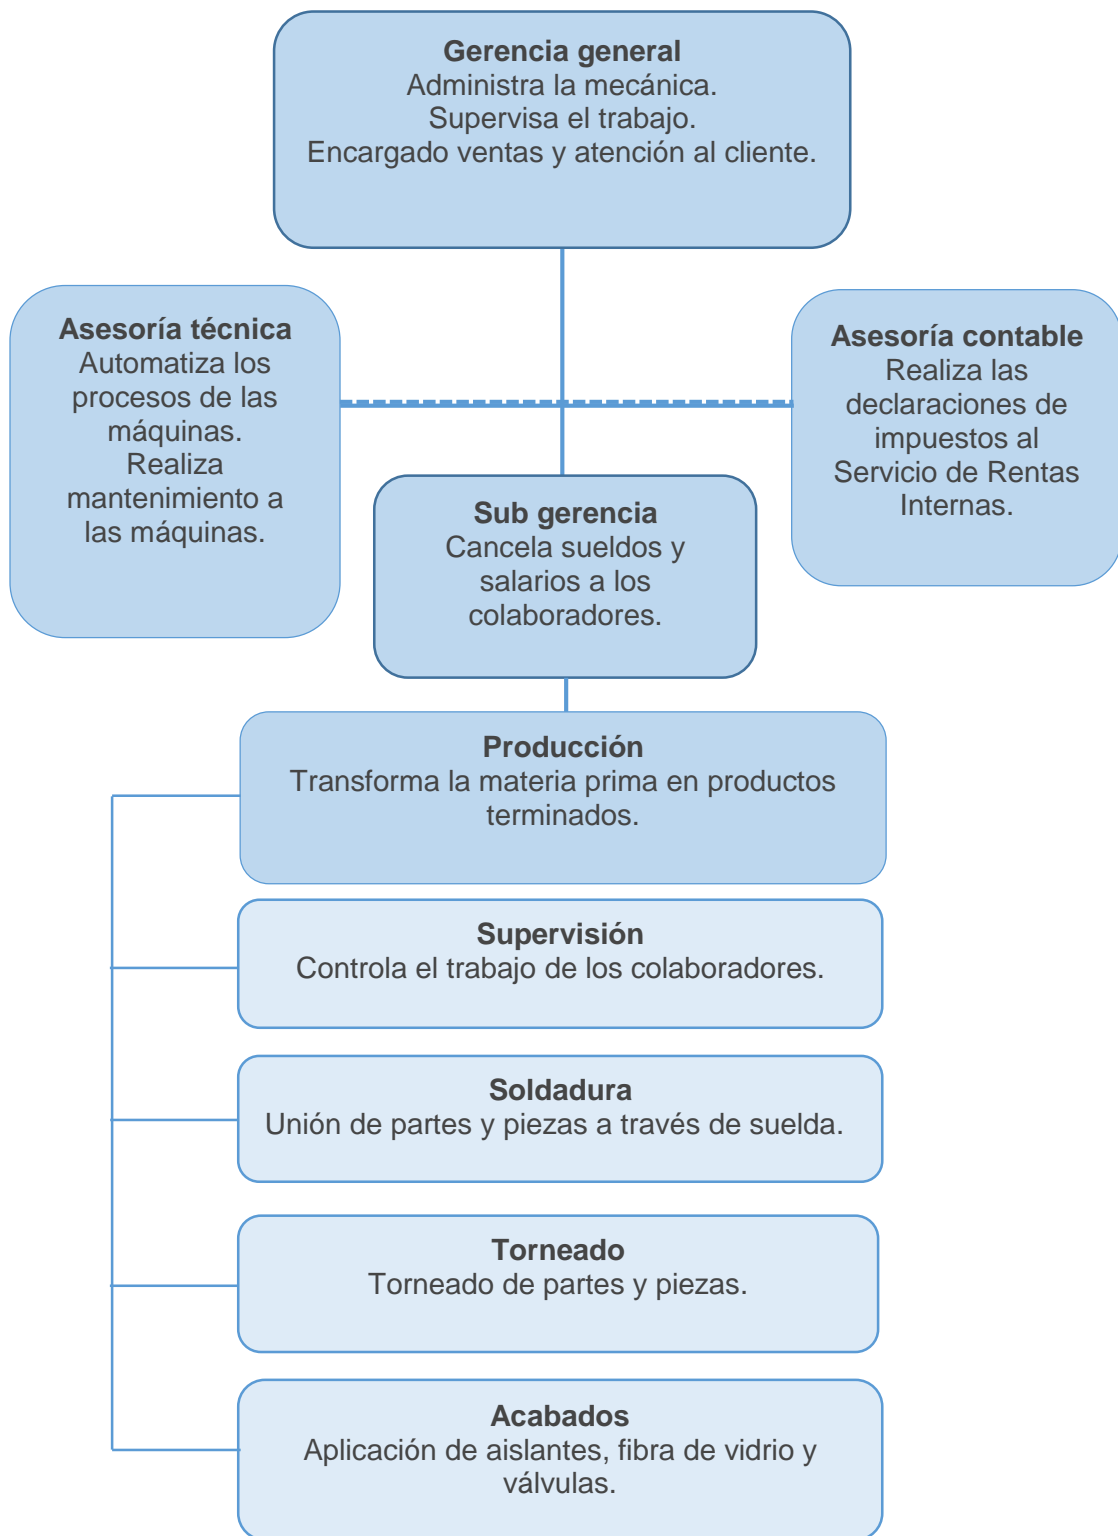 Gerencia general
Administra la mecánica.
Supervisa el trabajo.
Encargado ventas y atención al cliente.
Asesoría técnica
Automatiza los
procesos de las
máquinas.
Realiza
mantenimiento a
las máquinas.
Asesoría contable
Realiza las
declaraciones de
impuestos al
Servicio de Rentas
Internas.
Sub gerencia
Cancela sueldos y
salarios a los
colaboradores.
Producción
Transforma la materia prima en productos
terminados.
Supervisión
Controla el trabajo de los colaboradores.
Soldadura
Unión de partes y piezas a través de suelda.
Torneado
Torneado de partes y piezas.
Acabados
Aplicación de aislantes, fibra de vidrio y
válvulas.